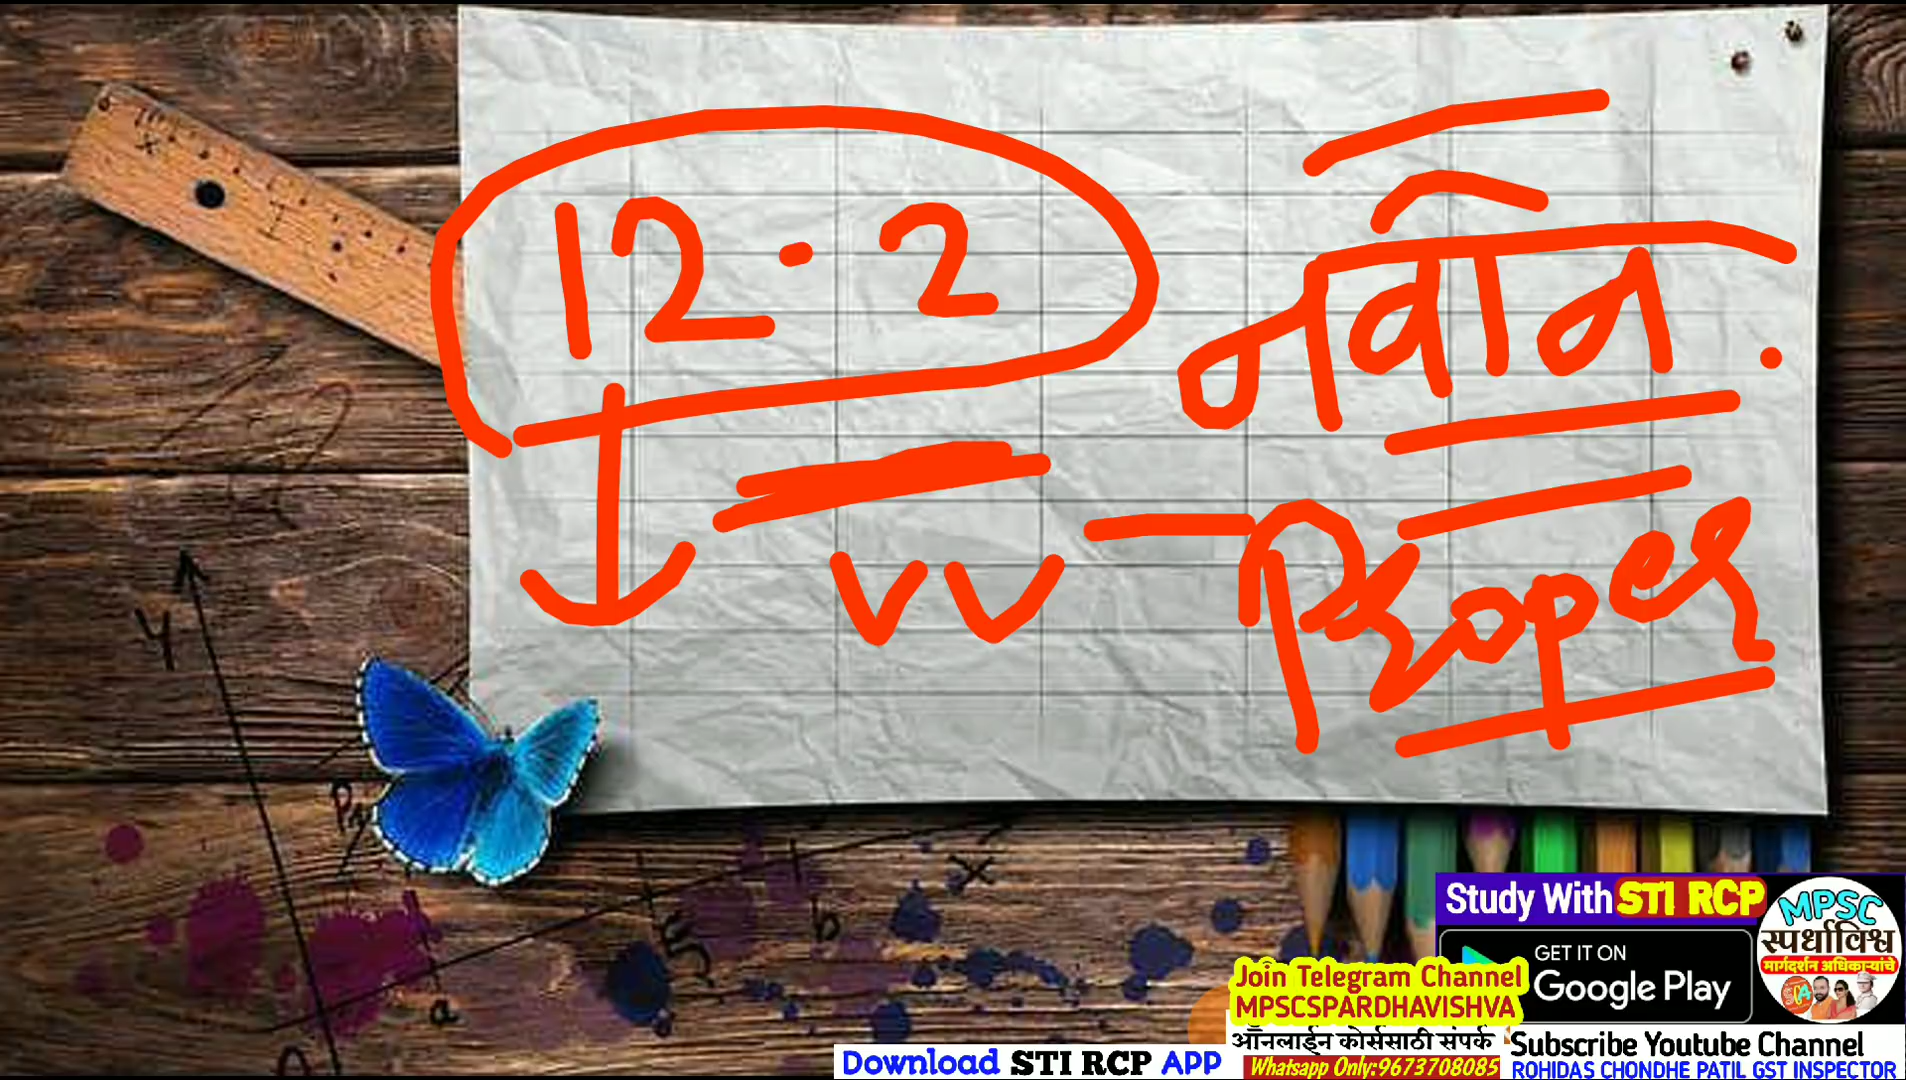 12.2
नवीन.
Proper
y
Py
x
b
a
Study With STI RCP
MPSC
स्पर्धाविश्व
मार्गदर्शन अधिकाऱ्यांचे
GET IT ON
Google Play
Join Telegram Channel
MPSCSPARDHAVISHVA
ऑनलाईन कोर्ससाठी संपर्क
Whatsapp Only:9673708085
Subscribe Youtube Channel
ROHIDAS CHONDHE PATIL GST INSPECTOR
Download STI RCP APP